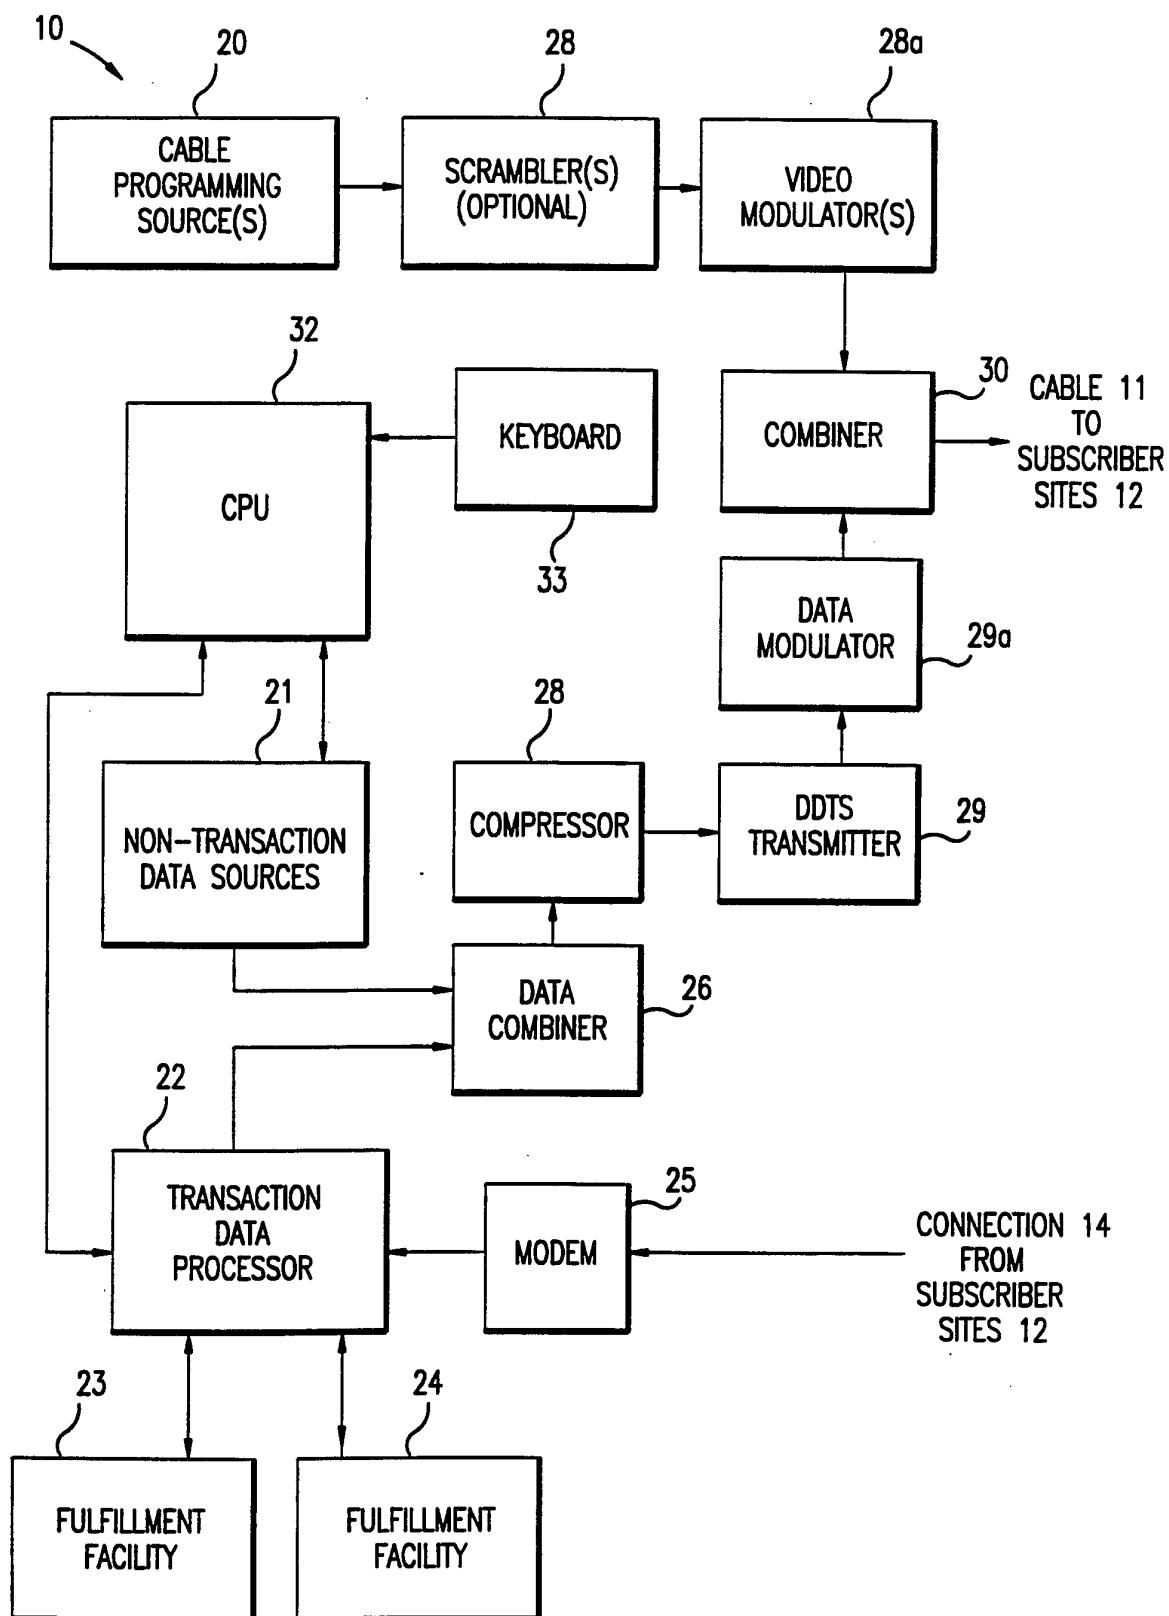 10
20
28
28a
CABLE
PROGRAMMING
SOURCE(S)
SCRAMBLER(S)
(OPTIONAL)
VIDEO
MODULATOR(S)
32
30
CPU
KEYBOARD
33
COMBINER
CABLE 11
TO
SUBSCRIBER
SITES 12
DATA
MODULATOR
29a
21
28
NON-TRANSACTION
DATA SOURCES
COMPRESSOR
DDTS
TRANSMITTER
29
DATA
COMBINER
26
22
25
TRANSACTION
DATA
PROCESSOR
MODEM
CONNECTION 14
FROM
SUBSCRIBER
SITES 12
23
24
FULFILLMENT
FACILITY
FULFILLMENT
FACILITY